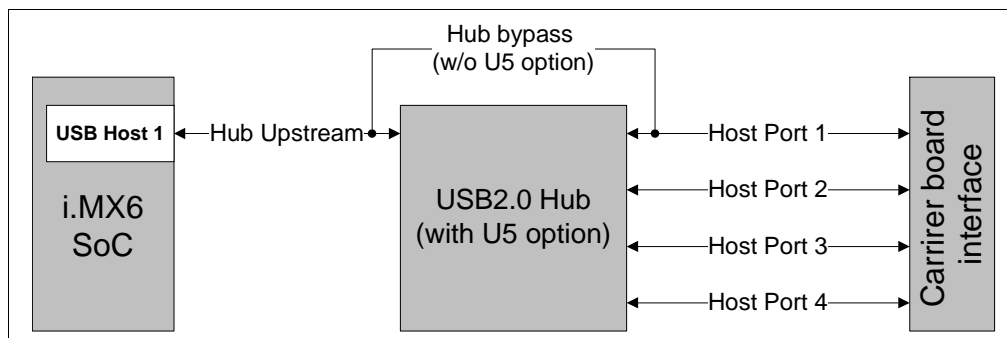 Hub bypass
(w/o U5 option)
USB Host 1
Hub Upstream
Host Port 1
i.MX6
SoC
USB2.0 Hub
(with U5 option)
Host Port 2
Host Port 3
Host Port 4
Carrirer board
interface